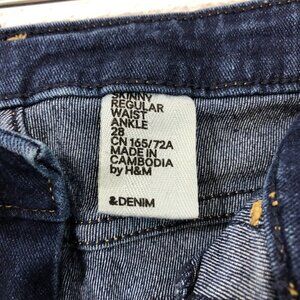 SKINNY
REGULAR
WAIST
ANKLE
28
CN 165/72A
MADE IN
CAMBODIA
by H&M
&DENIM